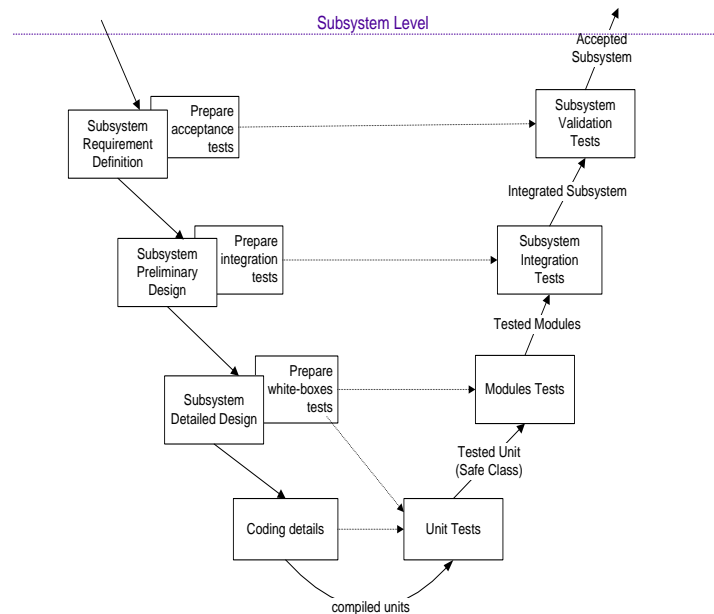 Subsystem Level
Accepted
Subsystem
Subsystem
Requirement
Definition
Prepare
acceptance
tests
Subsystem
Validation
Tests
Integrated Subsystem
Subsystem
Preliminary
Design
Prepare
integration
tests
Subsystem
Integration
Tests
Tested Modules
Subsystem
Detailed Design
Prepare
white-boxes
tests
Modules Tests
Tested Unit
(Safe Class)
Coding details
Unit Tests
compiled units